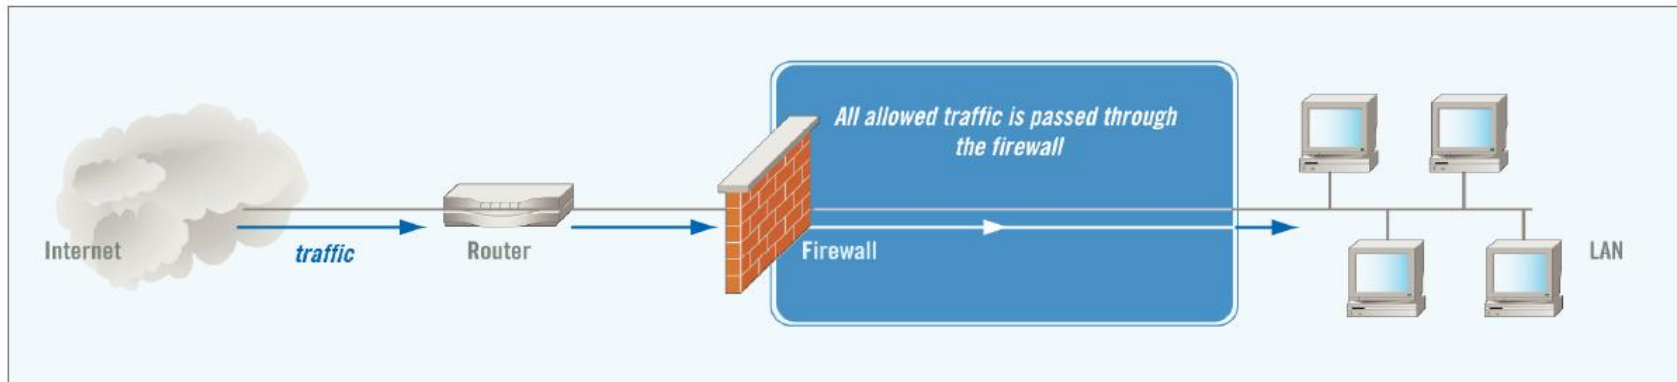 All allowed traffic is passed through
the firewall
Internet
traffic
Router
Firewall
LAN